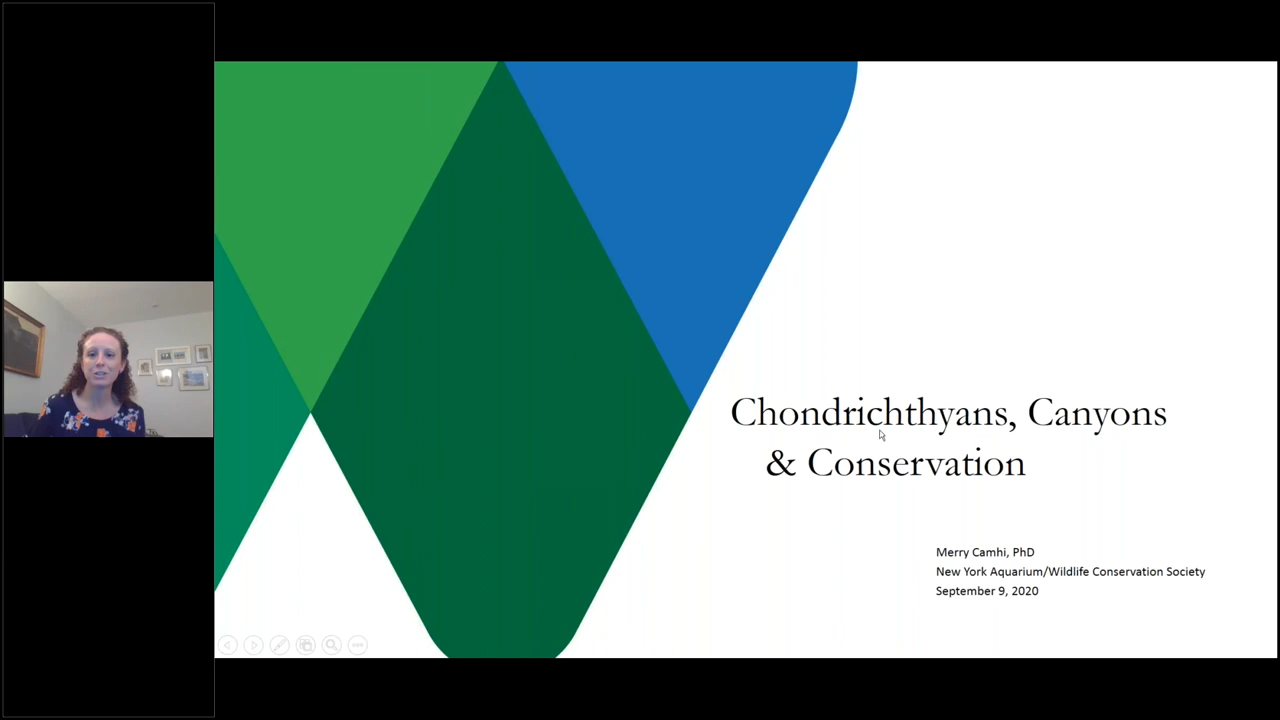 Chondrichthyans, Canyons
& Conservation
Merry Camhi, PhD
New York Aquarium/Wildlife Conservation Society
September 9, 2020